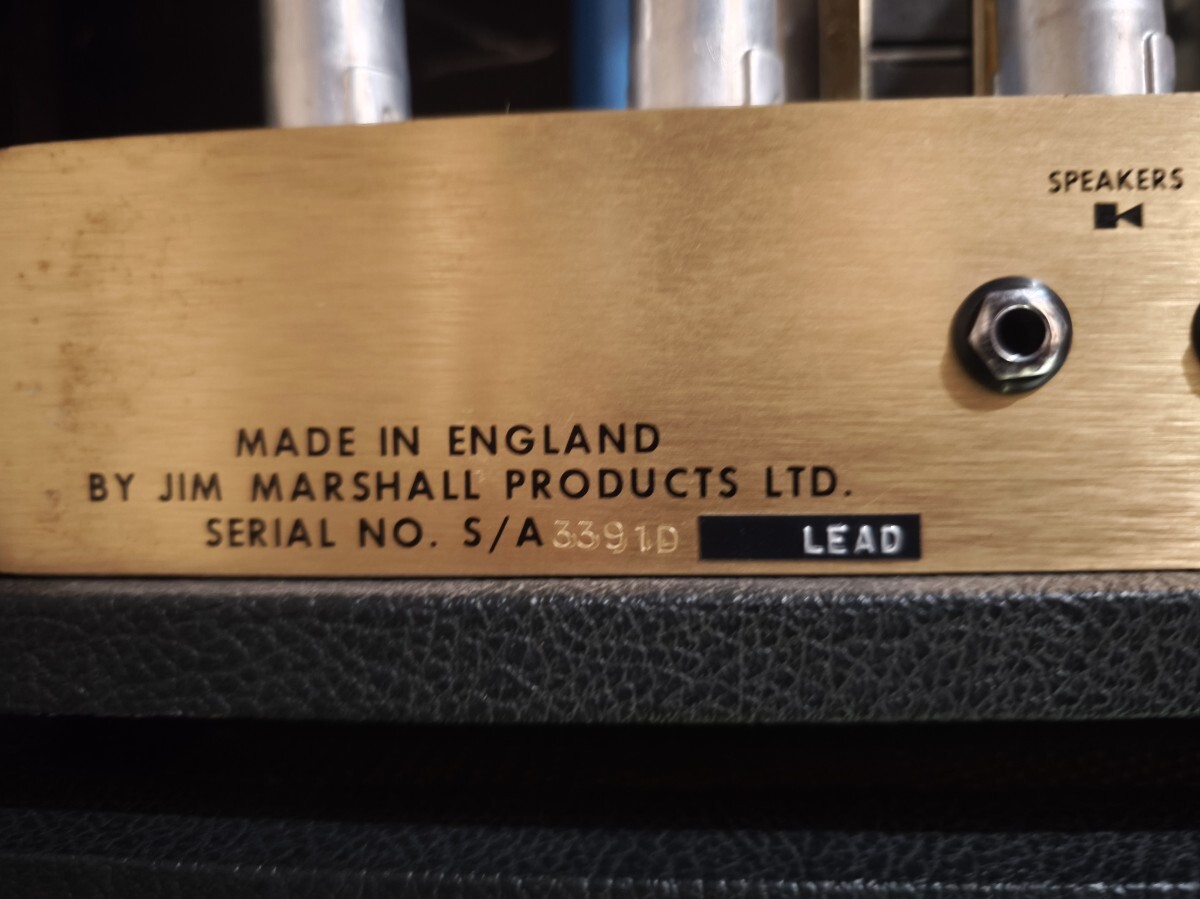 SPEAKERS
MADE IN ENGLAND
BY JIM MARSHALL PRODUCTS LTD.
SERIAL NO. S/A 3391D LEAD